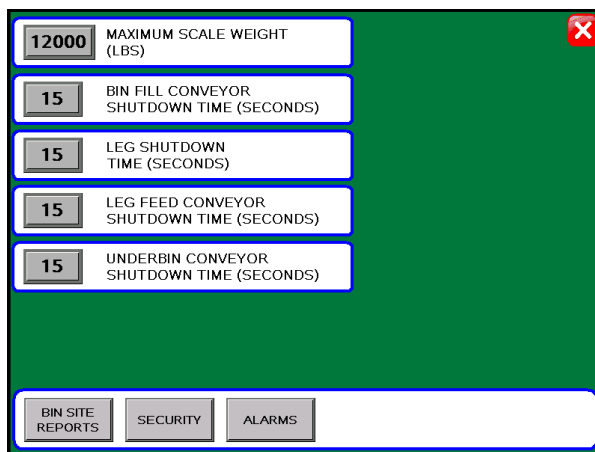 12000
MAXIMUM SCALE WEIGHT
(LBS)
15
BIN FILL CONVEYOR
SHUTDOWN TIME (SECONDS)
15
LEG SHUTDOWN
TIME (SECONDS)
15
LEG FEED CONVEYOR
SHUTDOWN TIME (SECONDS)
15
UNDERBIN CONVEYOR
SHUTDOWN TIME (SECONDS)
BIN SITE
REPORTS
SECURITY
ALARMS